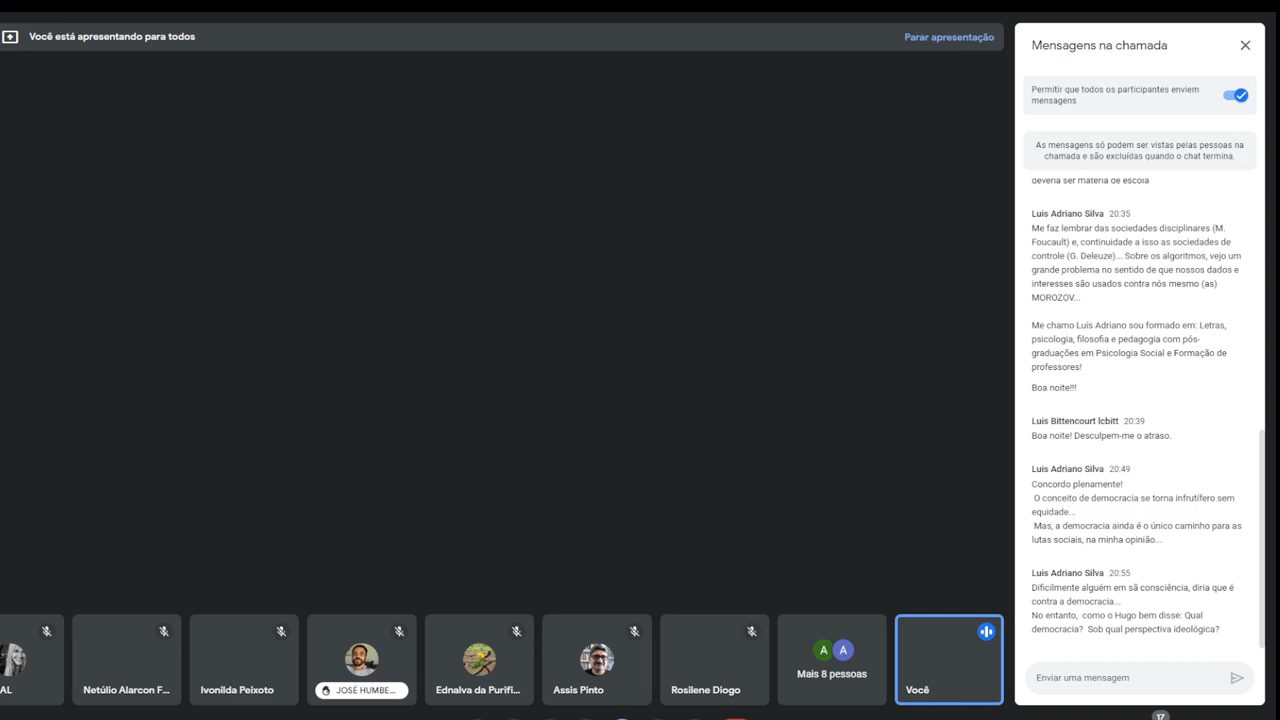 Você está apresentando para todos
Parar apresentação
Mensagens na chamada
Permitir que todos os participantes enviem
mensagens
As mensagens só podem ser vistas pelas pessoas na
chamada e são excluídas quando o chat termina.
deveria ser matéria de escola
Luis Adriano Silva 20:35
Me faz lembrar das sociedades disciplinares (M.
Foucault) e, continuidade a isso as sociedades de
controle (G. Deleuze)... Sobre os algoritmos, vejo um
grande problema no sentido de que nossos dados e
interesses são usados contra nós mesmo (as)
MOROZOV...
Me chamo Luís Adriano sou formado em: Letras,
psicologia, filosofia e pedagogia com pós-
graduações em Psicologia Social e Formação de
professores!
Boa noite!!!
Luis Bittencourt lcbitt 20:39
Boa noite! Desculpem-me o atraso.
Luis Adriano Silva 20:49
Concordo plenamente!
O conceito de democracia se torna infrutífero sem
equidade...
Mas, a democracia ainda é o único caminho para as
lutas sociais, na minha opinião...
Luis Adriano Silva 20:55
Dificilmente alguém em sã consciência, diria que é
contra a democracia...
No entanto, como o Hugo bem disse: Qual
democracia? Sob qual perspectiva ideológica?
Enviar uma mensagem
AL
Netúlio Alarcon F...
Ivonilda Peixoto
JOSÉ HUMBE...
Ednalva da Purifi...
Assis Pinto
Rosilene Diogo
A A
Mais 8 pessoas
Você
17